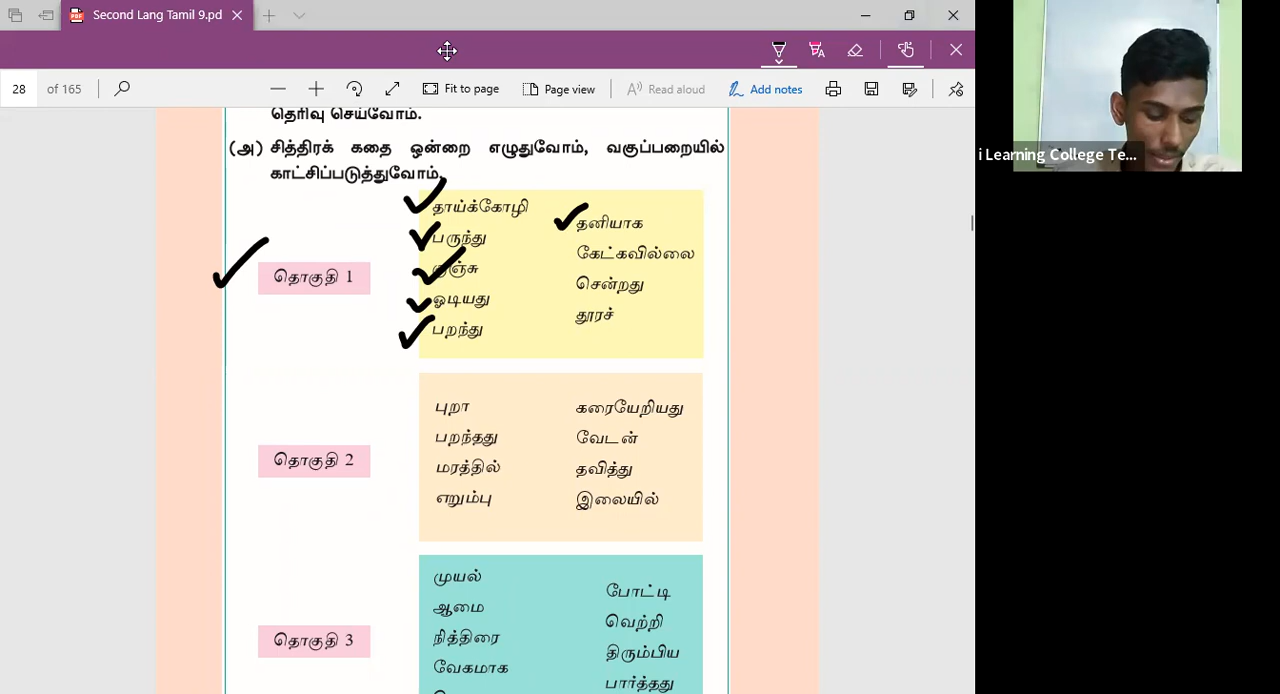 Second Lang Tamil 9.pd
28 of 165
Fit to page
Page view
Read aloud
Add notes
தெரிவு செய்வோம்.
(அ) சித்திரக் கதை ஒன்றை எழுதுவோம், வகுப்பறையில்
காட்சிப்படுத்துவோம்.
தொகுதி 1
தாய்க்கோழி
பருந்து
குஞ்சு
ஓடியது
பறந்து
தனியாக
கேட்கவில்லை
சென்றது
தூரச்
தொகுதி 2
புறா
பறந்தது
மரத்தில்
எறும்பு
கரையேறியது
வேடன்
தவித்து
இலையில்
தொகுதி 3
முயல்
ஆமை
நித்திரை
வேகமாக
போட்டி
வெற்றி
திரும்பிய
பார்த்தது
i Learning College Te...